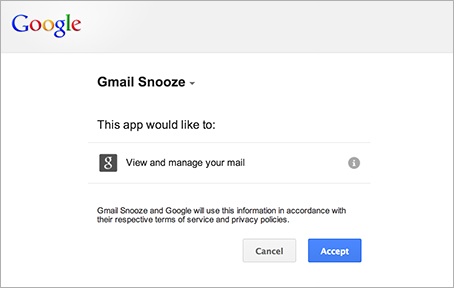 Google
Gmail Snooze
This app would like to:
g View and manage your mail i
Gmail Snooze and Google will use this information in accordance with
their respective terms of service and privacy policies.
Cancel Accept